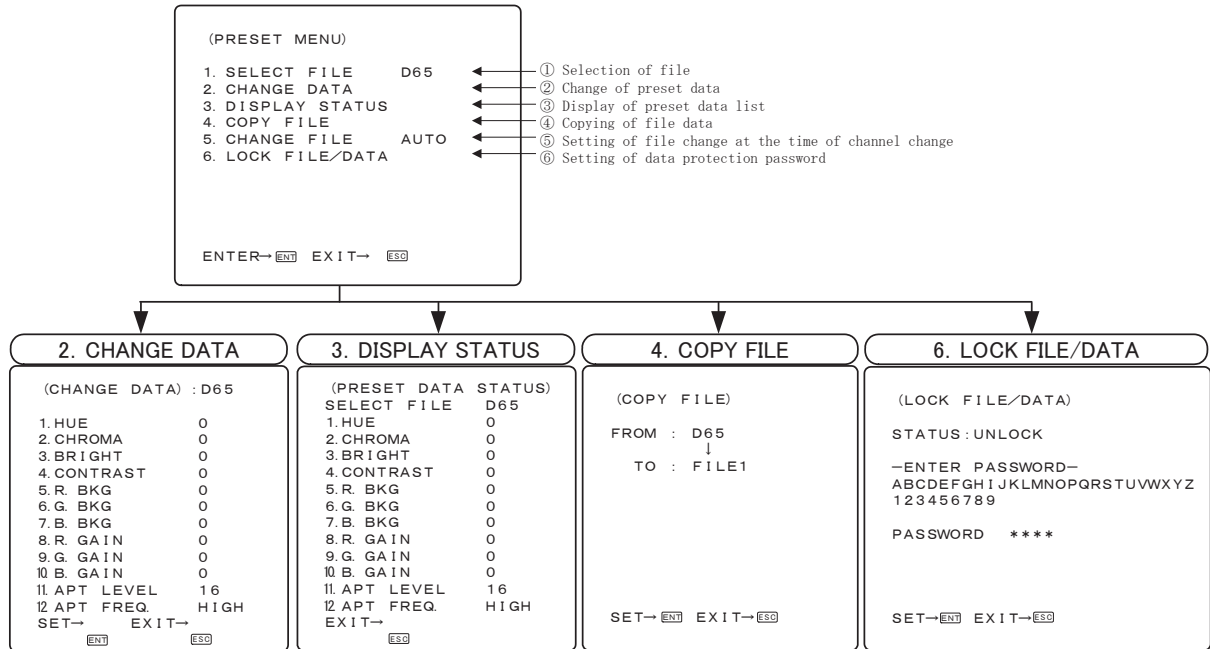 (PRESET MENU)
1. SELECT FILE D65
2. CHANGE DATA
3. DISPLAY STATUS
4. COPY FILE
5. CHANGE FILE AUTO
6. LOCK FILE/DATA
ENTER→ ENT EXIT→ ESC
① Selection of file
② Change of preset data
③ Display of preset data list
④ Copying of file data
⑤ Setting of file change at the time of channel change
⑥ Setting of data protection password
2. CHANGE DATA
(CHANGE DATA) : D65
1. HUE 0
2. CHROMA 0
3. BRIGHT 0
4. CONTRAST 0
5. R. BKG 0
6. G. BKG 0
7. B. BKG 0
8. R. GAIN 0
9. G. GAIN 0
10. B. GAIN 0
11. APT LEVEL 16
12 APT FREQ. HIGH
SET→ EXIT→
ENT ESC
3. DISPLAY STATUS
(PRESET DATA STATUS)
SELECT FILE D65
1. HUE 0
2. CHROMA 0
3. BRIGHT 0
4. CONTRAST 0
5. R. BKG 0
6. G. BKG 0
7. B. BKG 0
8. R. GAIN 0
9. G. GAIN 0
10. B. GAIN 0
11. APT LEVEL 16
12 APT FREQ. HIGH
EXIT→
ESC
4. COPY FILE
(COPY FILE)
FROM : D65
↓
TO : FILE1
SET→ ENT EXIT→ ESC
6. LOCK FILE/DATA
(LOCK FILE/DATA)
STATUS : UNLOCK
—ENTER PASSWORD—
ABCDEFGHIJKLMNOPQRSTUVWXYZ
123456789
PASSWORD ****
SET→ ENT EXIT→ ESC